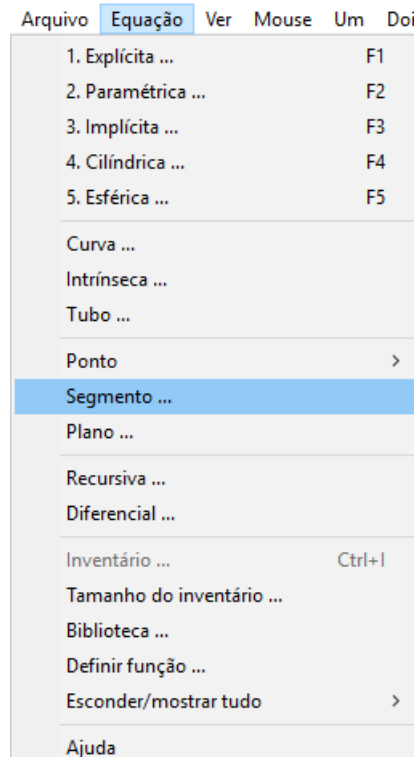 Arquivo Equação Ver Mouse Um Doi
1. Explícita ... F1
2. Paramétrica ... F2
3. Implícita ... F3
4. Cilíndrica ... F4
5. Esférica ... F5
Curva ...
Intrínseca ...
Tubo ...
Ponto >
Segmento ...
Plano ...
Recursiva ...
Diferencial ...
Inventário ... Ctrl+I
Tamanho do inventário ...
Biblioteca ...
Definir função ...
Esconder/mostrar tudo >
Ajuda